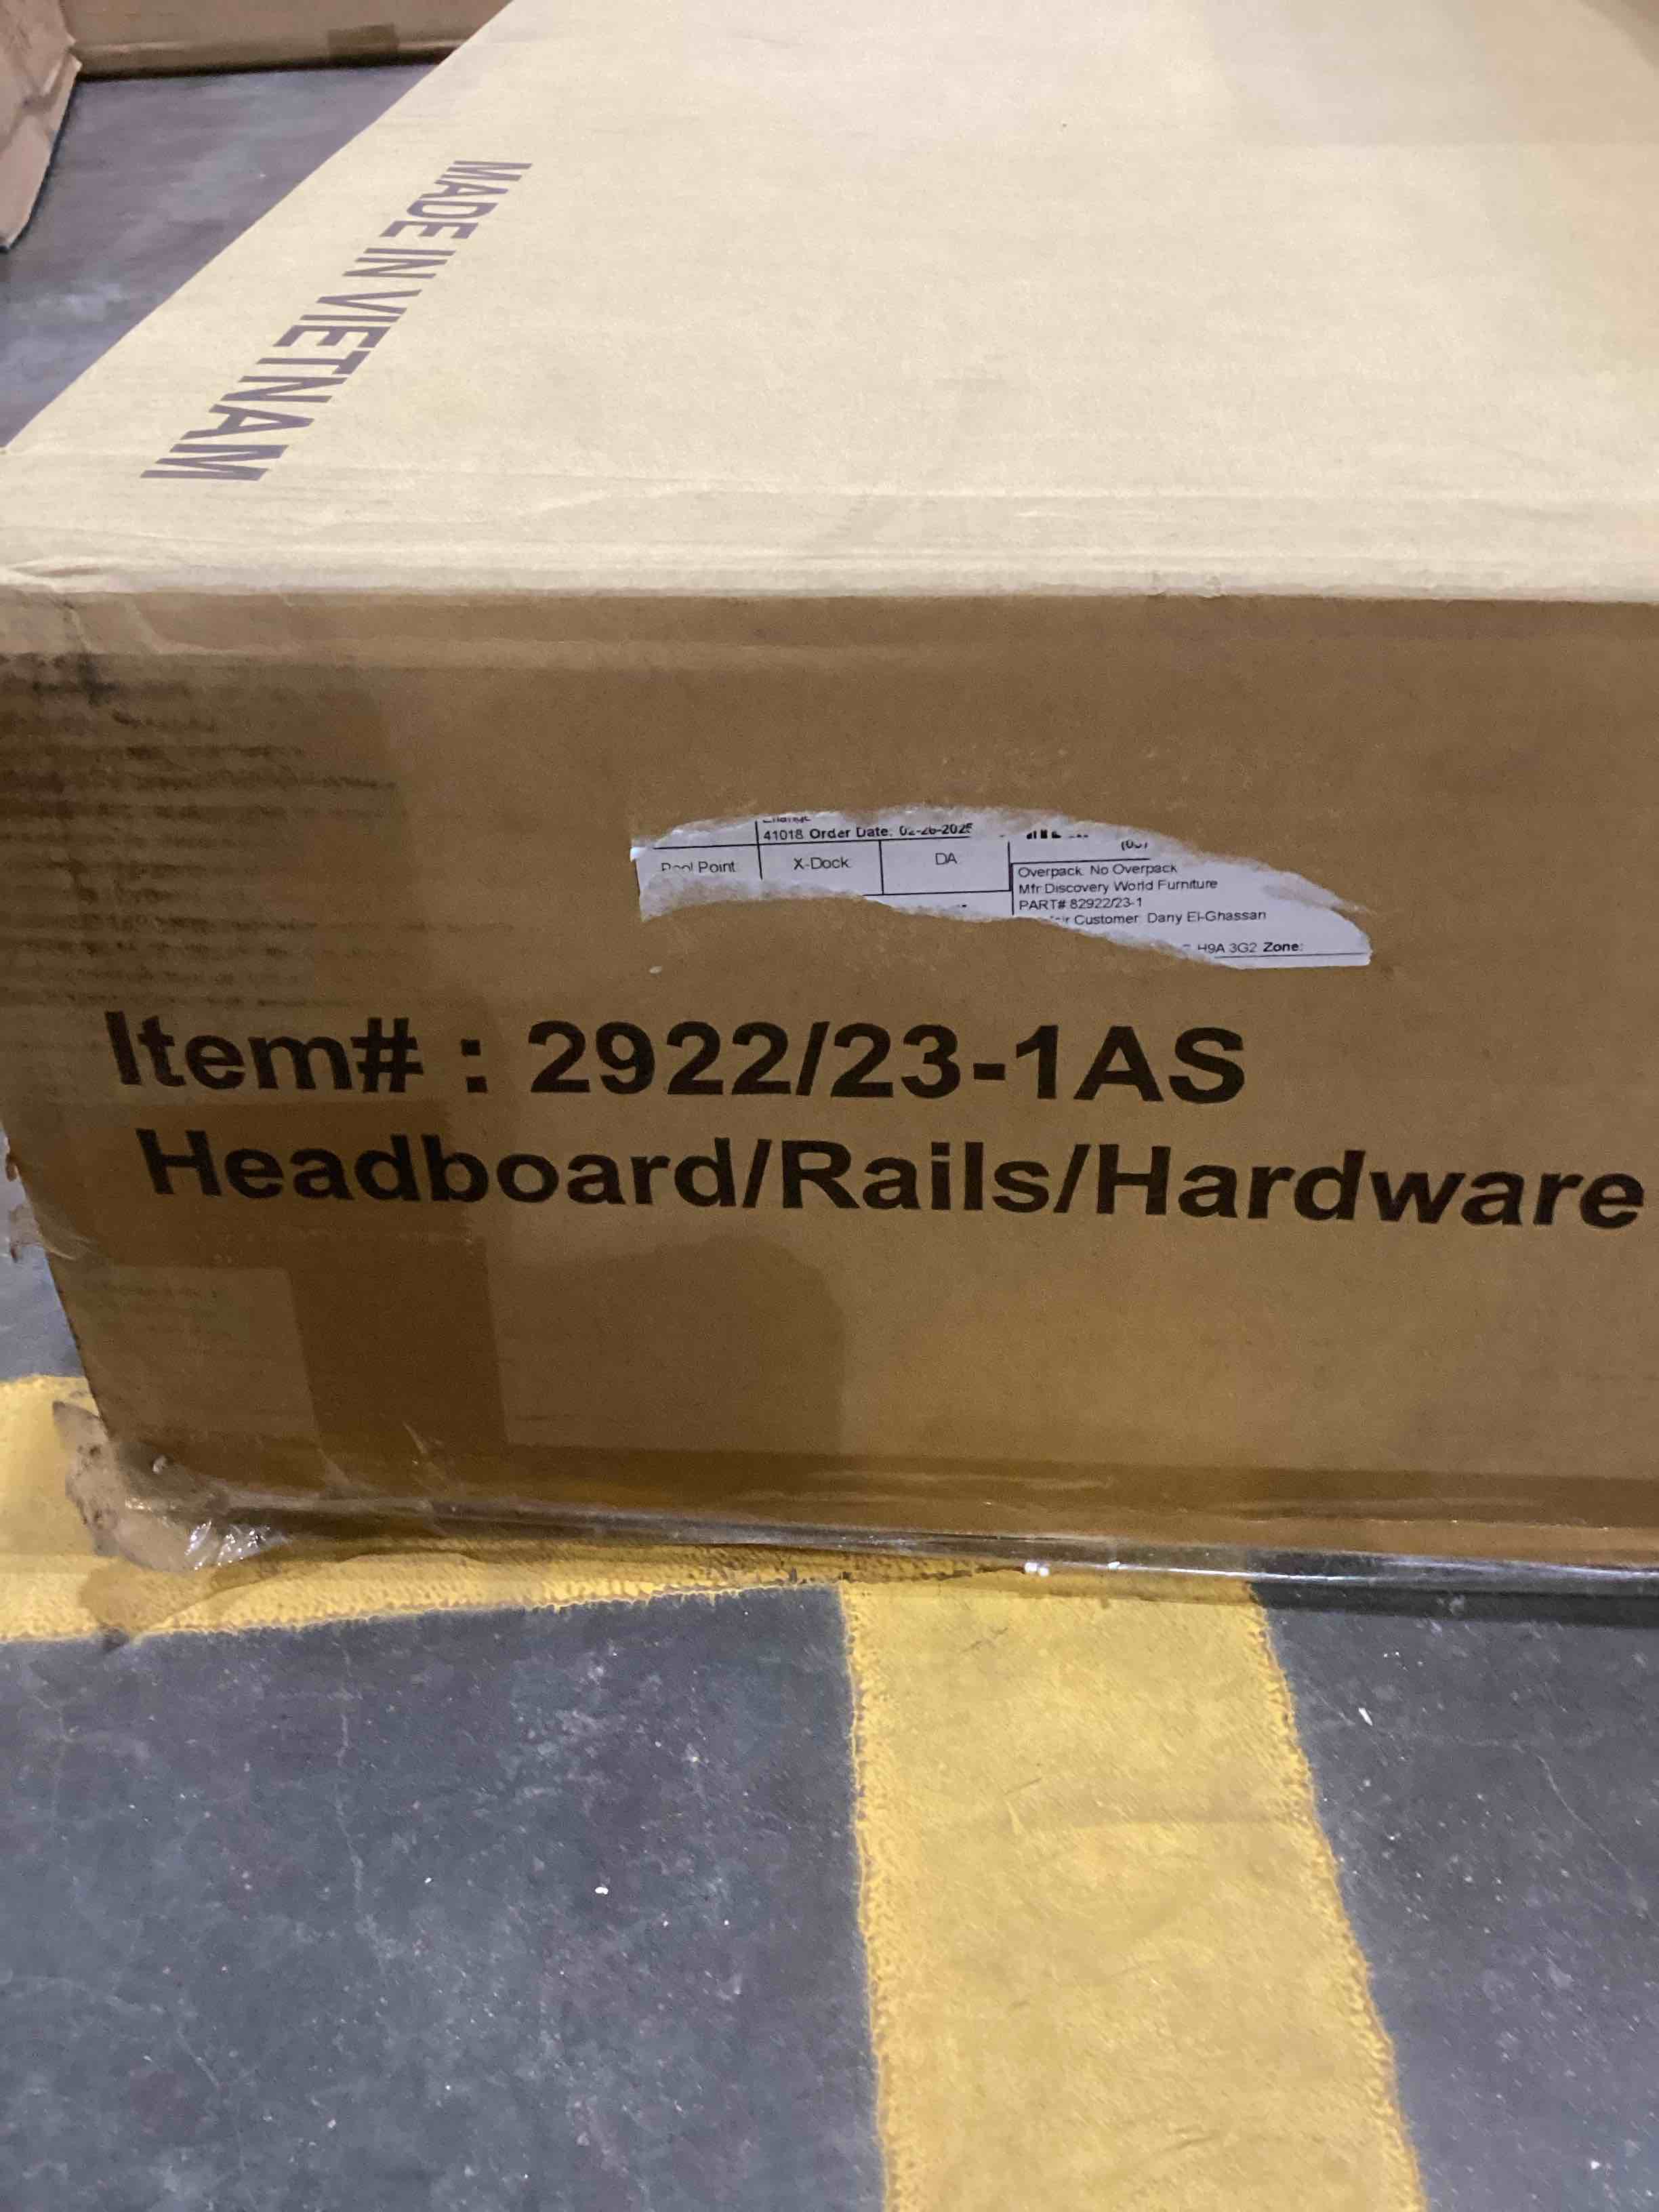 MADE IN VIETNAM
41018 Order Date: 02-26-2025
Point
X-Dock
DA
Overpack: No Overpack
Mfr Discovery World Furniture
PART# 82922/23-1
Customer: Dany El-Ghassan
H9A 3G2 Zone:
Item# : 2922/23-1AS
Headboard/Rails/Hardware